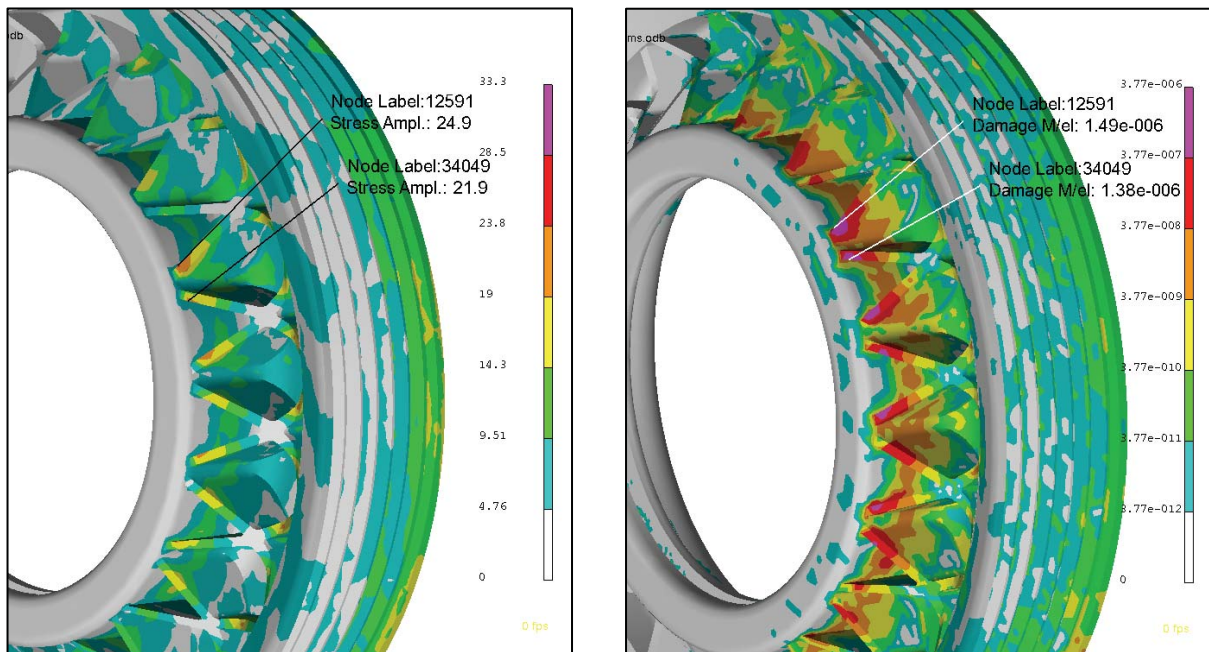 odb
Node Label:12591
Stress Ampl.: 24.9
Node Label:34049
Stress Ampl.: 21.9
33.3
28.5
23.8
19
14.3
9.51
4.76
0
0 fps
ms.odb
Node Label:12591
Damage M/el: 1.49e-006
Node Label:34049
Damage M/el: 1.38e-006
3.77e-006
3.77e-007
3.77e-008
3.77e-009
3.77e-010
3.77e-011
3.77e-012
0
0 fps